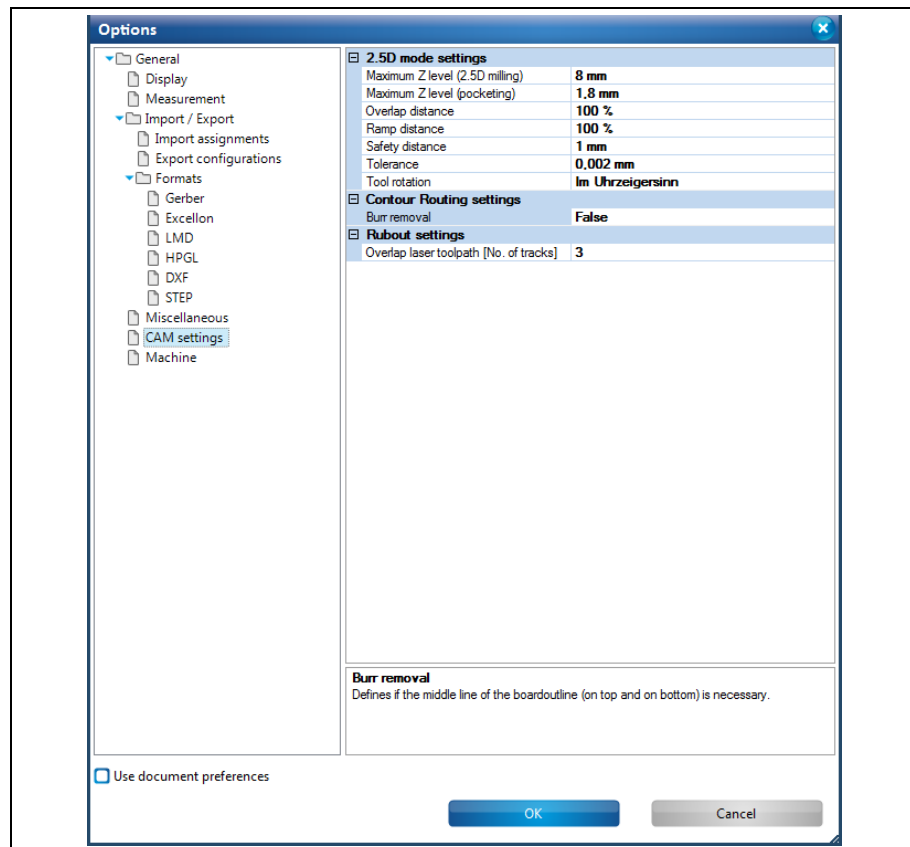 Options
General
Display
Measurement
Import / Export
Import assignments
Export configurations
Formats
Gerber
Excellon
LMD
HPGL
DXF
STEP
Miscellaneous
CAM settings
Machine
2.5D mode settings
Maximum Z level (2.5D milling) 8 mm
Maximum Z level (pocketing) 1,8 mm
Overlap distance 100 %
Ramp distance 100 %
Safety distance 1 mm
Tolerance 0,002 mm
Tool rotation Im Uhrzeigersinn
Contour Routing settings
Burr removal False
Rubout settings
Overlap laser toolpath [No. of tracks] 3
Burr removal
Defines if the middle line of the boardoutline (on top and on bottom) is necessary.
Use document preferences
OK Cancel